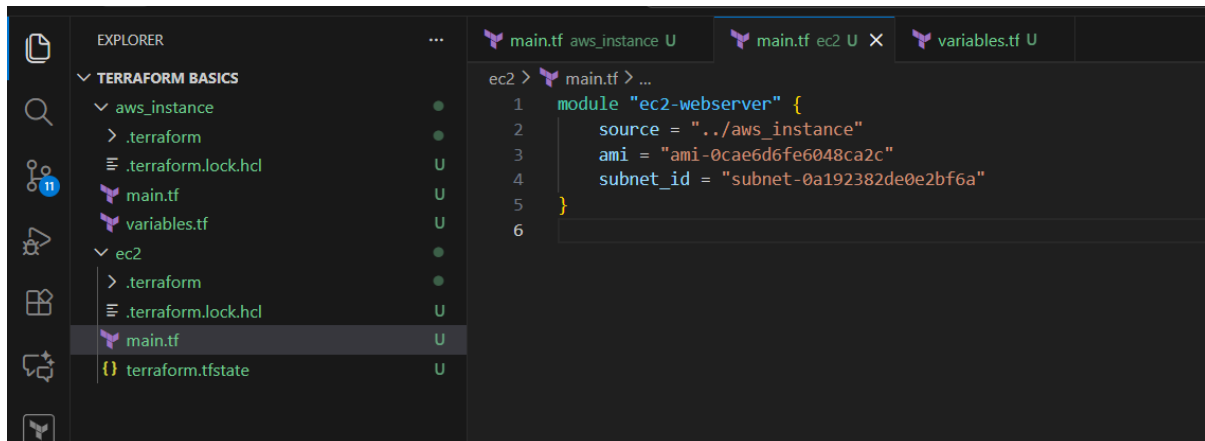 EXPLORER ...
TERRAFORM BASICS
aws_instance
.terraform
.terraform.lock.hcl U
main.tf U
variables.tf U
ec2
.terraform
.terraform.lock.hcl U
main.tf U
{} terraform.tfstate U
11
main.tf aws_instance U
main.tf ec2 U
variables.tf U
ec2 > main.tf > ...
1 module "ec2-webserver" {
2 source = "../aws_instance"
3 ami = "ami-0cae6d6fe6048ca2c"
4 subnet_id = "subnet-0a192382de0e2bf6a"
5 }
6